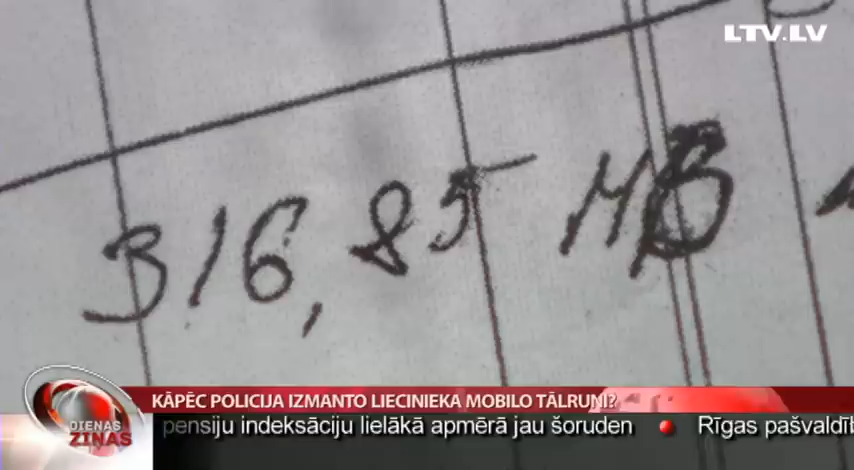 LTV.LV
316,85 MB
KĀPĒC POLICIJA IZMANTO LIECINIEKA MOBILO TĀLRUNI?
DIENAS
ZIŅAS
pensiju indeksāciju lielākā apmērā jau šoruden
Rīgas pašvaldīb